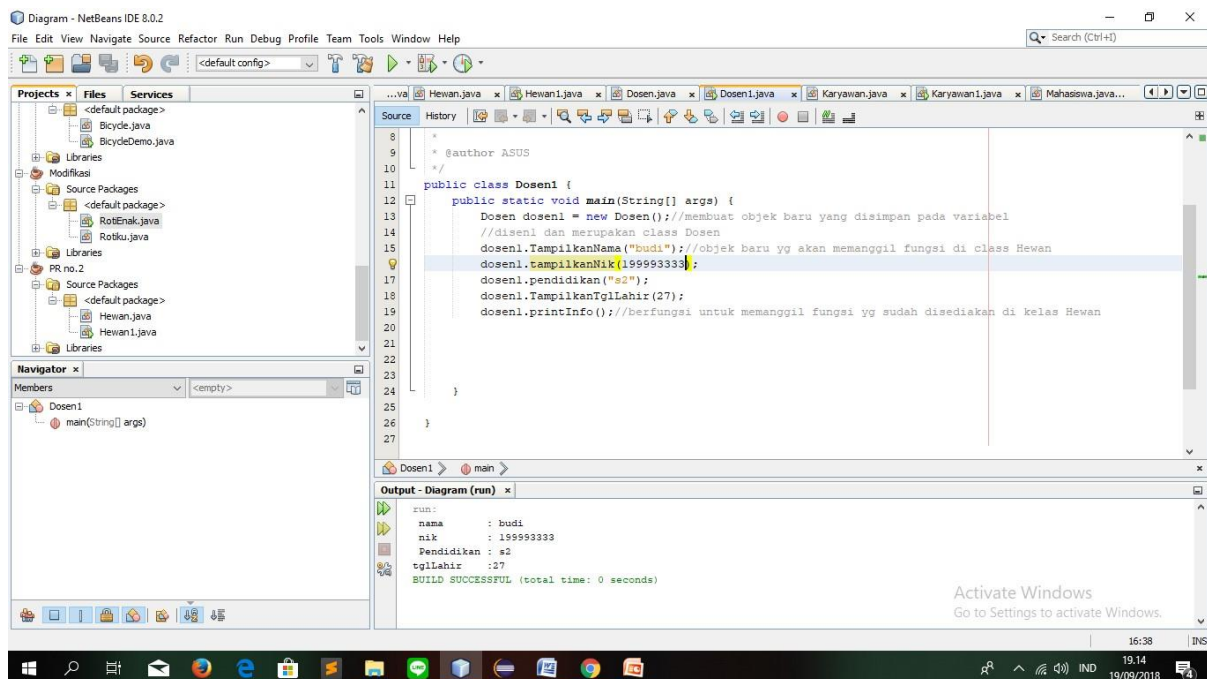 Diagram - NetBeans IDE 8.0.2
File Edit View Navigate Source Refactor Run Debug Profile Team Tools Window Help
Search (Ctrl+I)
<default config>
Projects Files Services
<default package>
Bicycle.java
BicycleDemo.java
Libraries
Modifikasi
Source Packages
<default package>
RotiEnak.java
Rotiku.java
Libraries
PR no.2
Source Packages
<default package>
Hewan.java
Hewan1.java
Libraries
Navigator
Members <empty>
Dosen1
main(String[] args)
...va Hewan.java Hewan1.java Dosen.java Dosen1.java Karyawan.java Karyawan1.java Mahasiswa.java...
Source History
8 *
9 * @author ASUS
10 */
11 public class Dosen1 {
12 public static void main(String[] args) {
13 Dosen dosen1 = new Dosen();//membuat objek baru yang disimpan pada variabel
14 //disen1 dan merupakan class Dosen
15 dosen1.TampilkanNama("budi");//objek baru yg akan memanggil fungsi di class Hewan
dosen1.tampilkanNik(199993333);
17 dosen1.pendidikan("s2");
18 dosen1.TampilkanTglLahir(27);
19 dosen1.printInfo();//berfungsi untuk memanggil fungsi yg sudah disediakan di kelas Hewan
20
21
22
23
24 }
25
26 }
27
Dosen1 main
Output - Diagram (run)
run:
nama : budi
nik : 199993333
Pendidikan : s2
tglLahir :27
BUILD SUCCESSFUL (total time: 0 seconds)
Activate Windows
Go to Settings to activate Windows.
16:38 INS
IND
19.14
19/09/2018
4